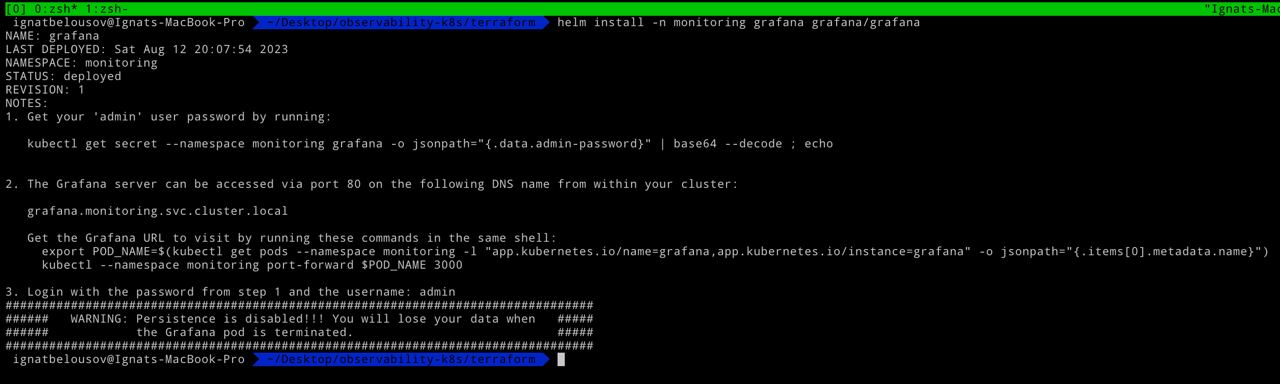 [0] 0:zsh* 1:zsh- "Ignats-Mac
ignatbelousov@Ignats-MacBook-Pro ~/Desktop/observability-k8s/terraform helm install -n monitoring grafana grafana/grafana
NAME: grafana
LAST DEPLOYED: Sat Aug 12 20:07:54 2023
NAMESPACE: monitoring
STATUS: deployed
REVISION: 1
NOTES:
1. Get your 'admin' user password by running:
kubectl get secret --namespace monitoring grafana -o jsonpath="{.data.admin-password}" | base64 --decode ; echo
2. The Grafana server can be accessed via port 80 on the following DNS name from within your cluster:
grafana.monitoring.svc.cluster.local
Get the Grafana URL to visit by running these commands in the same shell:
export POD_NAME=$(kubectl get pods --namespace monitoring -l "app.kubernetes.io/name=grafana,app.kubernetes.io/instance=grafana" -o jsonpath="{.items[0].metadata.name}")
kubectl --namespace monitoring port-forward $POD_NAME 3000
3. Login with the password from step 1 and the username: admin
#################################################################################
###### WARNING: Persistence is disabled!!! You will lose your data when #####
###### the Grafana pod is terminated. #####
#################################################################################
ignatbelousov@Ignats-MacBook-Pro ~/Desktop/observability-k8s/terraform